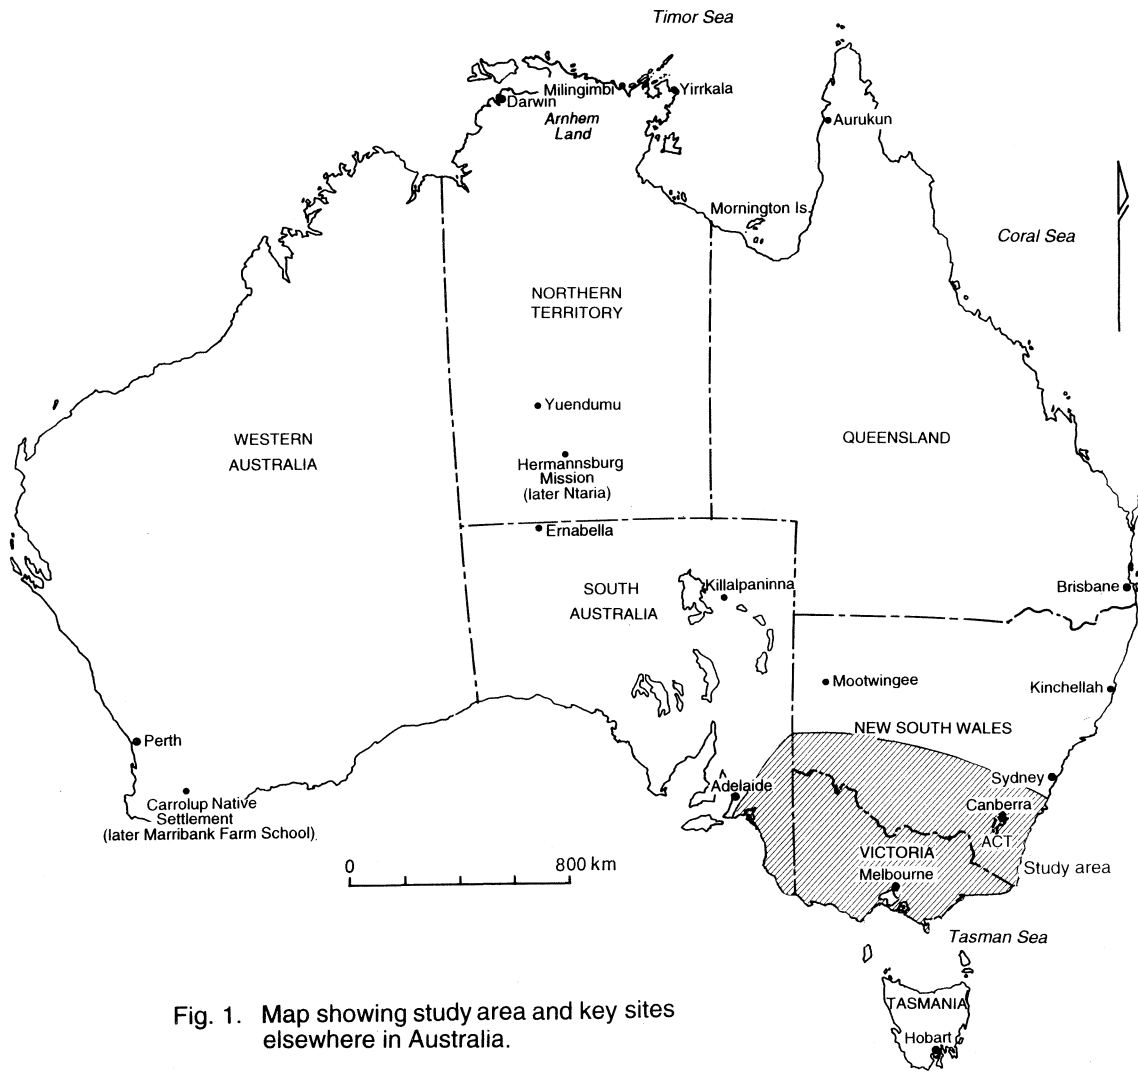 Timor Sea
Milingimbi
Yirrkala
Darwin
Arnhem
Land
Aurukun
Mornington Is.
Coral Sea
NORTHERN
TERRITORY
Yuendumu
WESTERN
AUSTRALIA
QUEENSLAND
Hermannsburg
Mission
(later Ntaria)
Ernabella
SOUTH
AUSTRALIA
Killalpaninna
Brisbane
Mootwingee
Kinchellah
NEW SOUTH WALES
Perth
Sydney
Adelaide
Carrolup Native
Settlement
(later Marribank Farm School).
Canberra
ACT
VICTORIA
Melbourne
Study area
0 800 km
Tasman Sea
TASMANIA
Hobart
Fig. 1. Map showing study area and key sites
elsewhere in Australia.